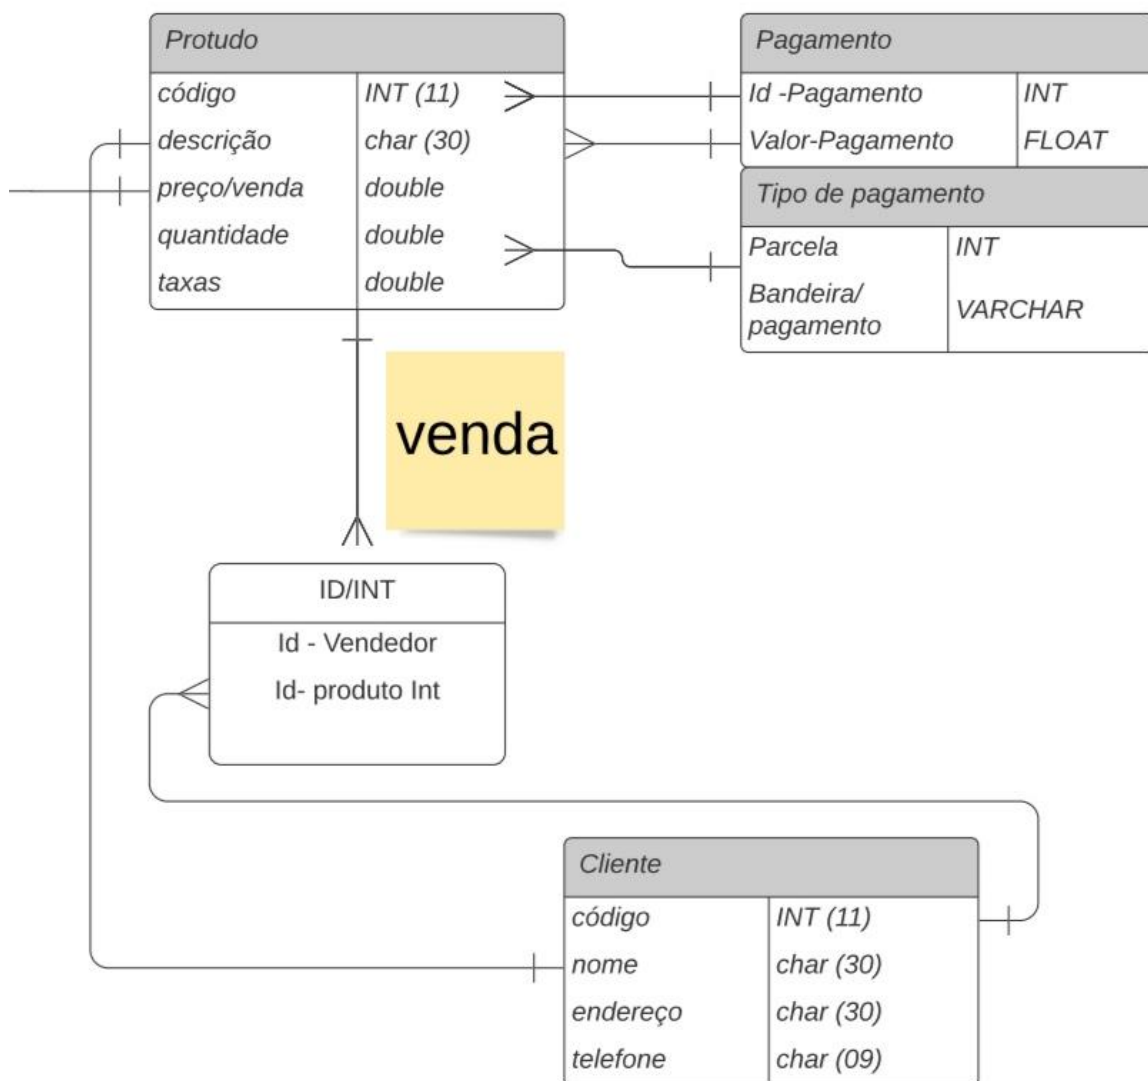 Protudo
código INT (11)
descrição char (30)
preço/venda double
quantidade double
taxas double
Pagamento
Id -Pagamento INT
Valor-Pagamento FLOAT
Tipo de pagamento
Parcela INT
Bandeira/
pagamento VARCHAR
venda
ID/INT
Id - Vendedor
Id- produto Int
Cliente
código INT (11)
nome char (30)
endereço char (30)
telefone char (09)